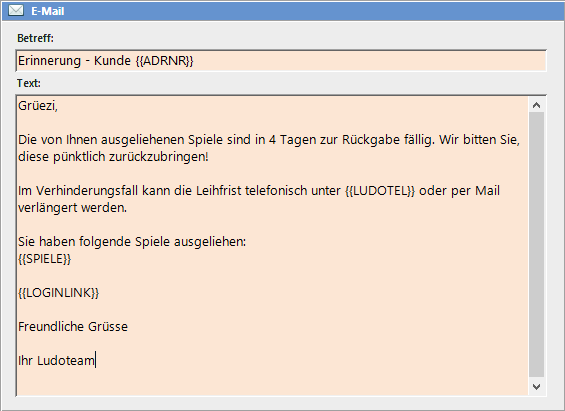 E-Mail
Betreff:
Erinnerung - Kunde {{ADRNR}}
Text:
Grüezi,
Die von Ihnen ausgeliehenen Spiele sind in 4 Tagen zur Rückgabe fällig. Wir bitten Sie,
diese pünktlich zurückzubringen!
Im Verhinderungsfall kann die Leihfrist telefonisch unter {{LUDOTEL}} oder per Mail
verlängert werden.
Sie haben folgende Spiele ausgeliehen:
{{SPIELE}}
{{LOGINLINK}}
Freundliche Grüsse
Ihr Ludoteam